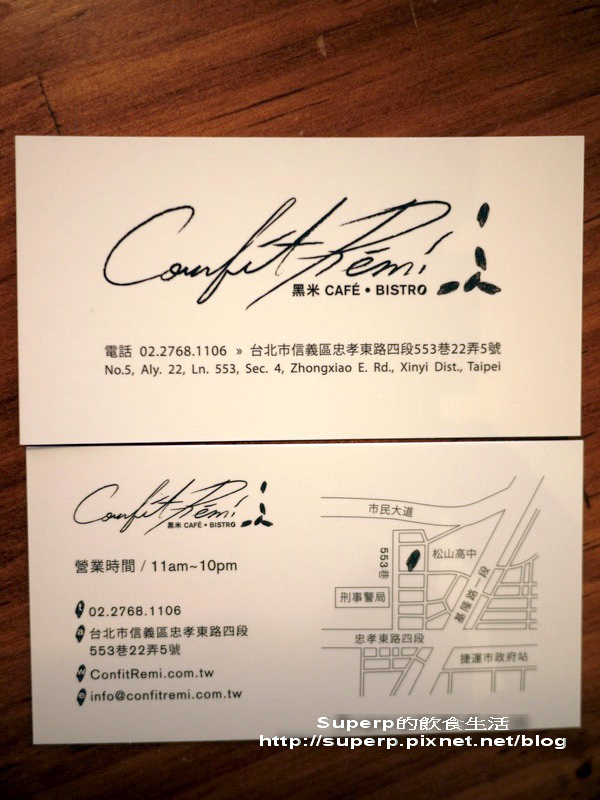 Confit Rémi
黑米 CAFÉ • BISTRO
電話 02.2768.1106 » 台北市信義區忠孝東路四段553巷22弄5號
No.5, Aly. 22, Ln. 553, Sec. 4, Zhongxiao E. Rd., Xinyi Dist., Taipei
Confit Rémi
黑米 CAFÉ • BISTRO
營業時間 / 11am~10pm
t 02.2768.1106
a 台北市信義區忠孝東路四段
553巷22弄5號
w ConfitRemi.com.tw
e info@confitremi.com.tw
市民大道
553巷
松山高中
基隆路一段
刑事警局
忠孝東路四段
捷運市政府站
Superp的飲食生活
http://superp.pixnet.net/blog